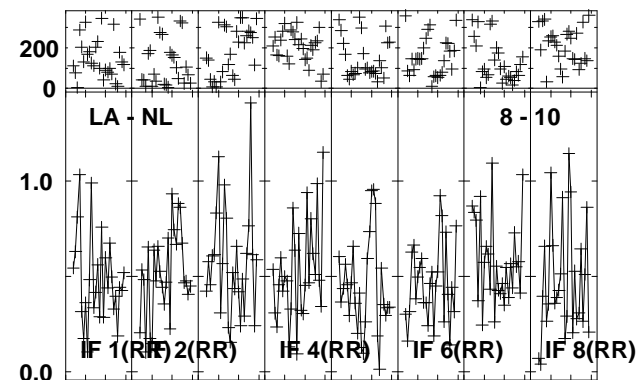 200
0
LA - NL 8 - 10
1.0
0.0
IF 1(RR) IF 2(RR) IF 4(RR) IF 6(RR) IF 8(RR)